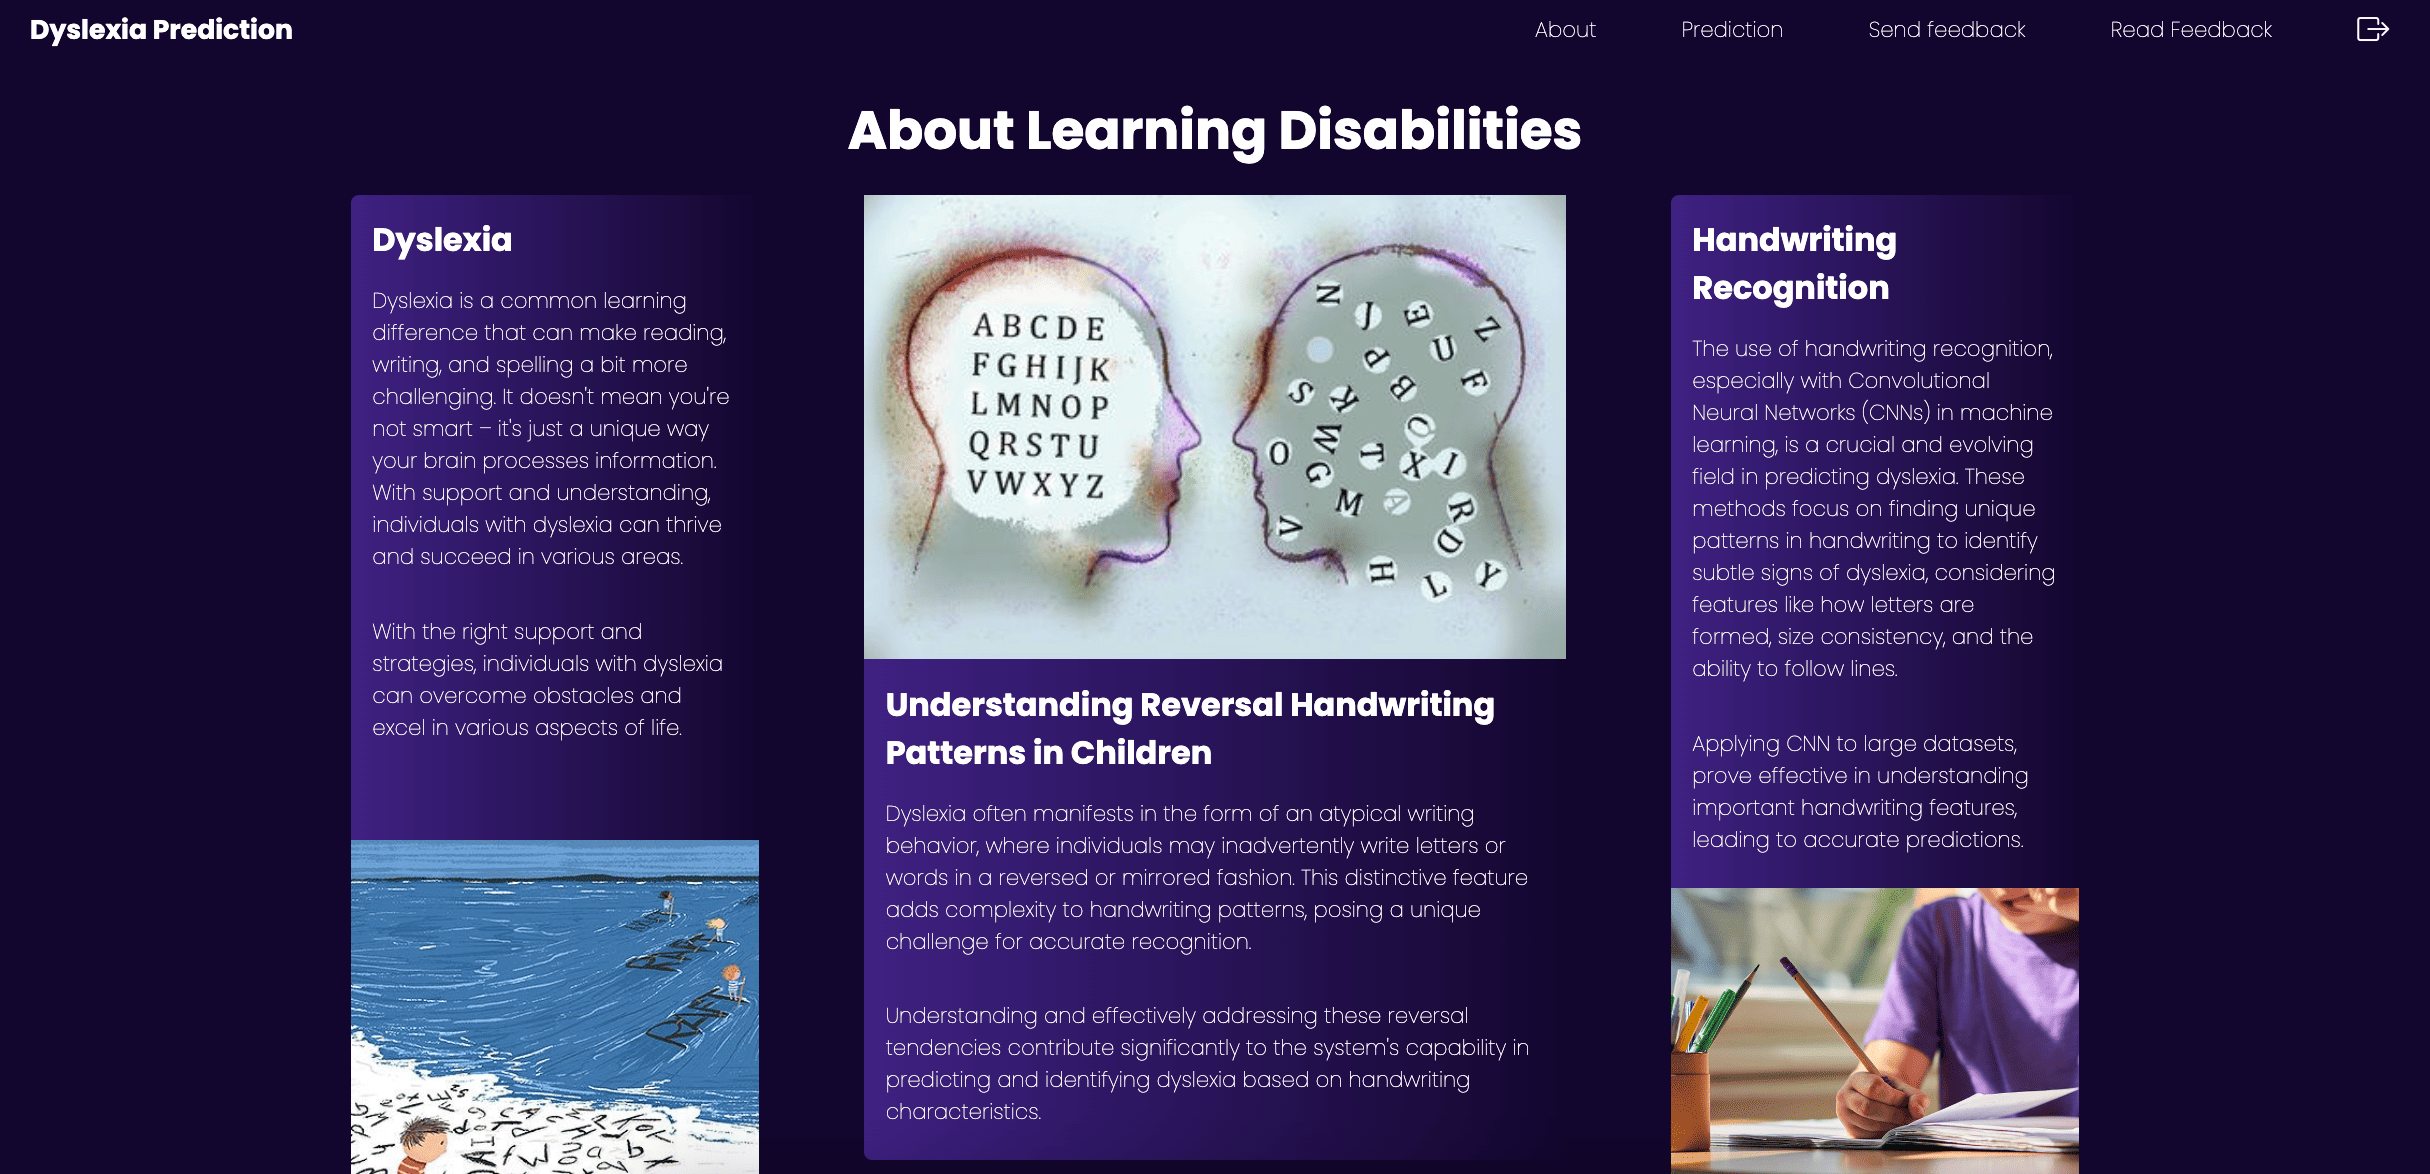 Dyslexia Prediction
About
Prediction
Send feedback
Read Feedback
About Learning Disabilities
Dyslexia
Dyslexia is a common learning
difference that can make reading,
writing, and spelling a bit more
challenging. It doesn't mean you're
not smart – it's just a unique way
your brain processes information.
With support and understanding,
individuals with dyslexia can thrive
and succeed in various areas.
With the right support and
strategies, individuals with dyslexia
can overcome obstacles and
excel in various aspects of life.
A B C D E
F G H I J K
L M N O P
Q R S T U
V W X Y Z
Understanding Reversal Handwriting
Patterns in Children
Dyslexia often manifests in the form of an atypical writing
behavior, where individuals may inadvertently write letters or
words in a reversed or mirrored fashion. This distinctive feature
adds complexity to handwriting patterns, posing a unique
challenge for accurate recognition.
Understanding and effectively addressing these reversal
tendencies contribute significantly to the system's capability in
predicting and identifying dyslexia based on handwriting
characteristics.
Handwriting
Recognition
The use of handwriting recognition,
especially with Convolutional
Neural Networks (CNNs) in machine
learning, is a crucial and evolving
field in predicting dyslexia. These
methods focus on finding unique
patterns in handwriting to identify
subtle signs of dyslexia, considering
features like how letters are
formed, size consistency, and the
ability to follow lines.
Applying CNN to large datasets,
prove effective in understanding
important handwriting features,
leading to accurate predictions.